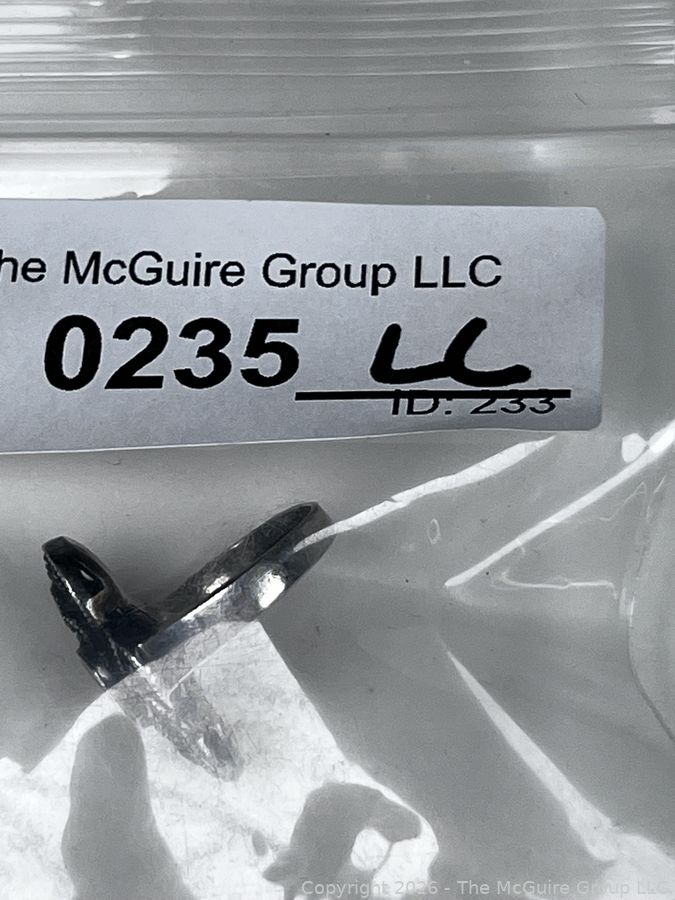 he McGuire Group LLC
0235 LL
ID: 233
Copyright 2026 - The McGuire Group LLC